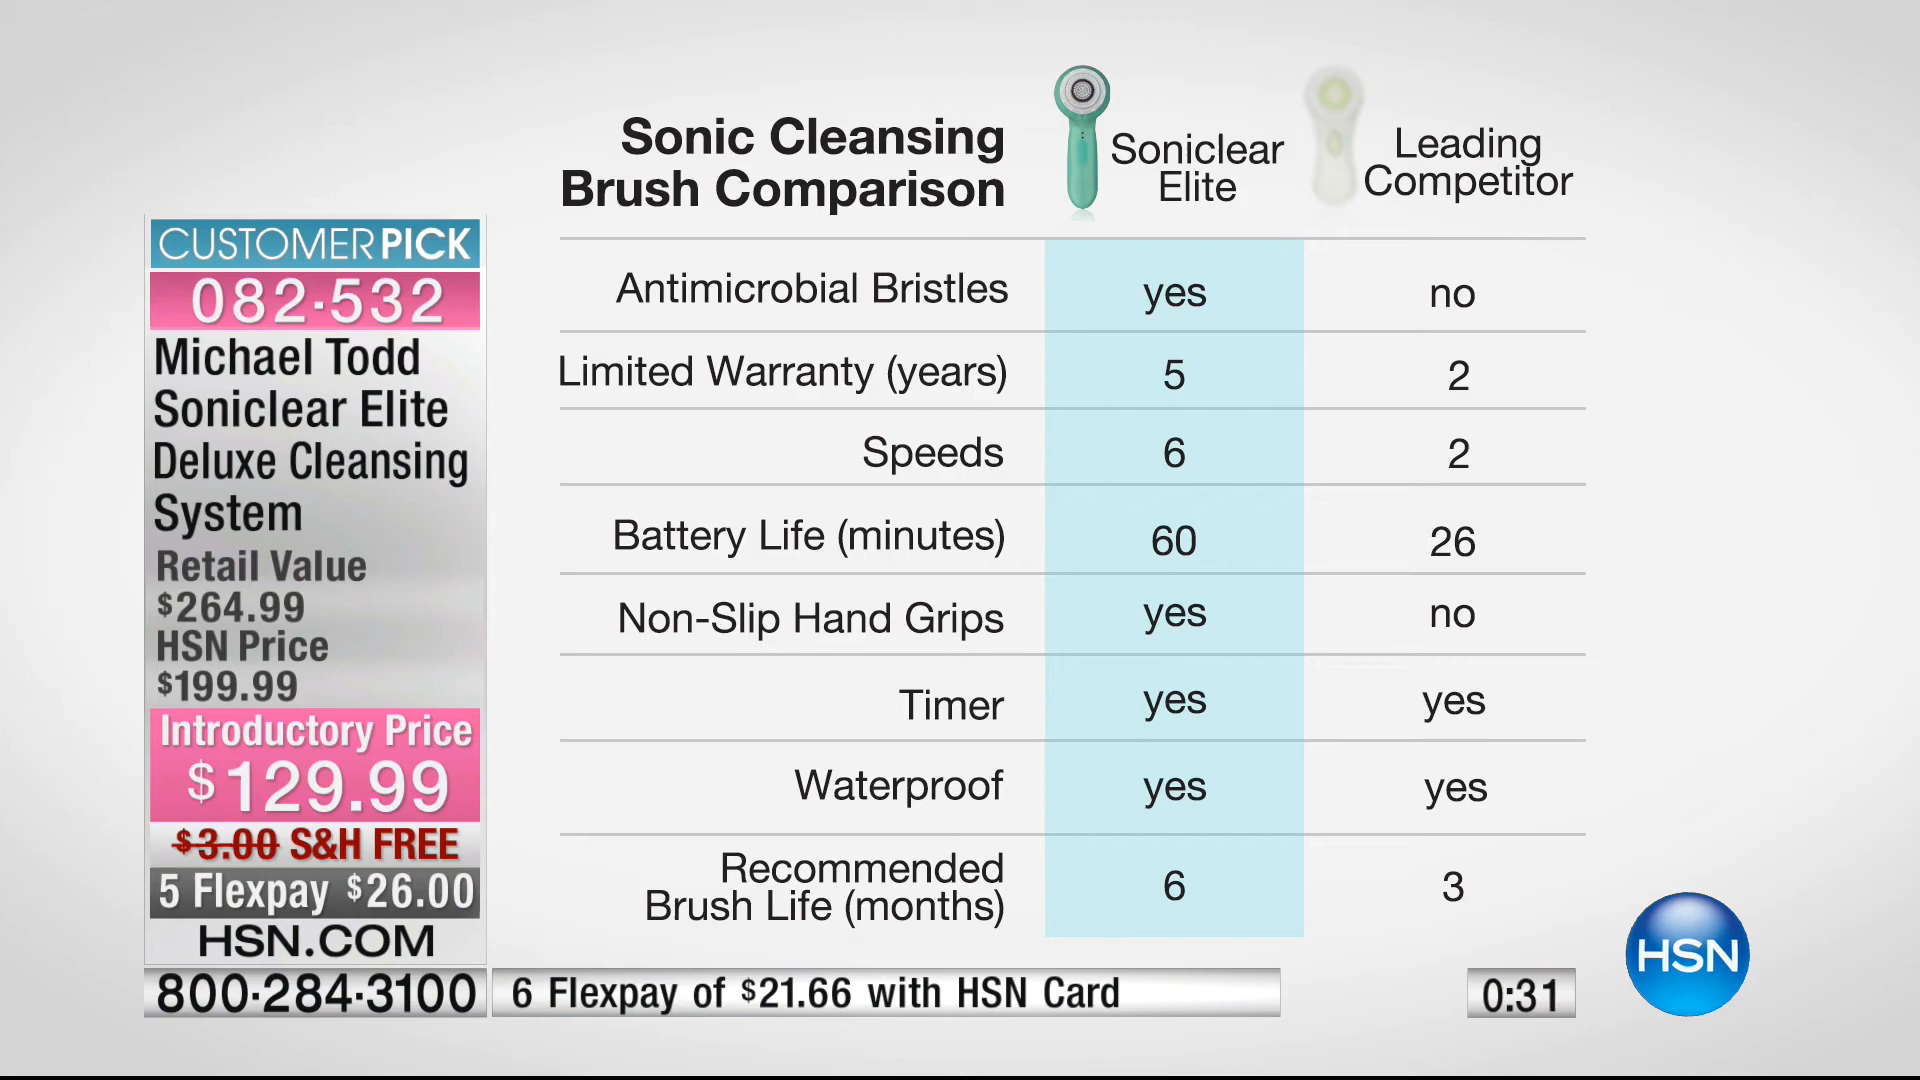 Sonic Cleansing
Brush Comparison
Soniclear
Elite
Leading
Competitor
Antimicrobial Bristles yes no
Limited Warranty (years) 5 2
Speeds 6 2
Battery Life (minutes) 60 26
Non-Slip Hand Grips yes no
Timer yes yes
Waterproof yes yes
Recommended
Brush Life (months) 6 3
CUSTOMER PICK
082·532
Michael Todd
Soniclear Elite
Deluxe Cleansing
System
Retail Value
$264.99
HSN Price
$199.99
Introductory Price
$129.99
$3.00 S&H FREE
5 Flexpay $26.00
HSN.COM
800·284·3100
6 Flexpay of $21.66 with HSN Card
0:31
HSN